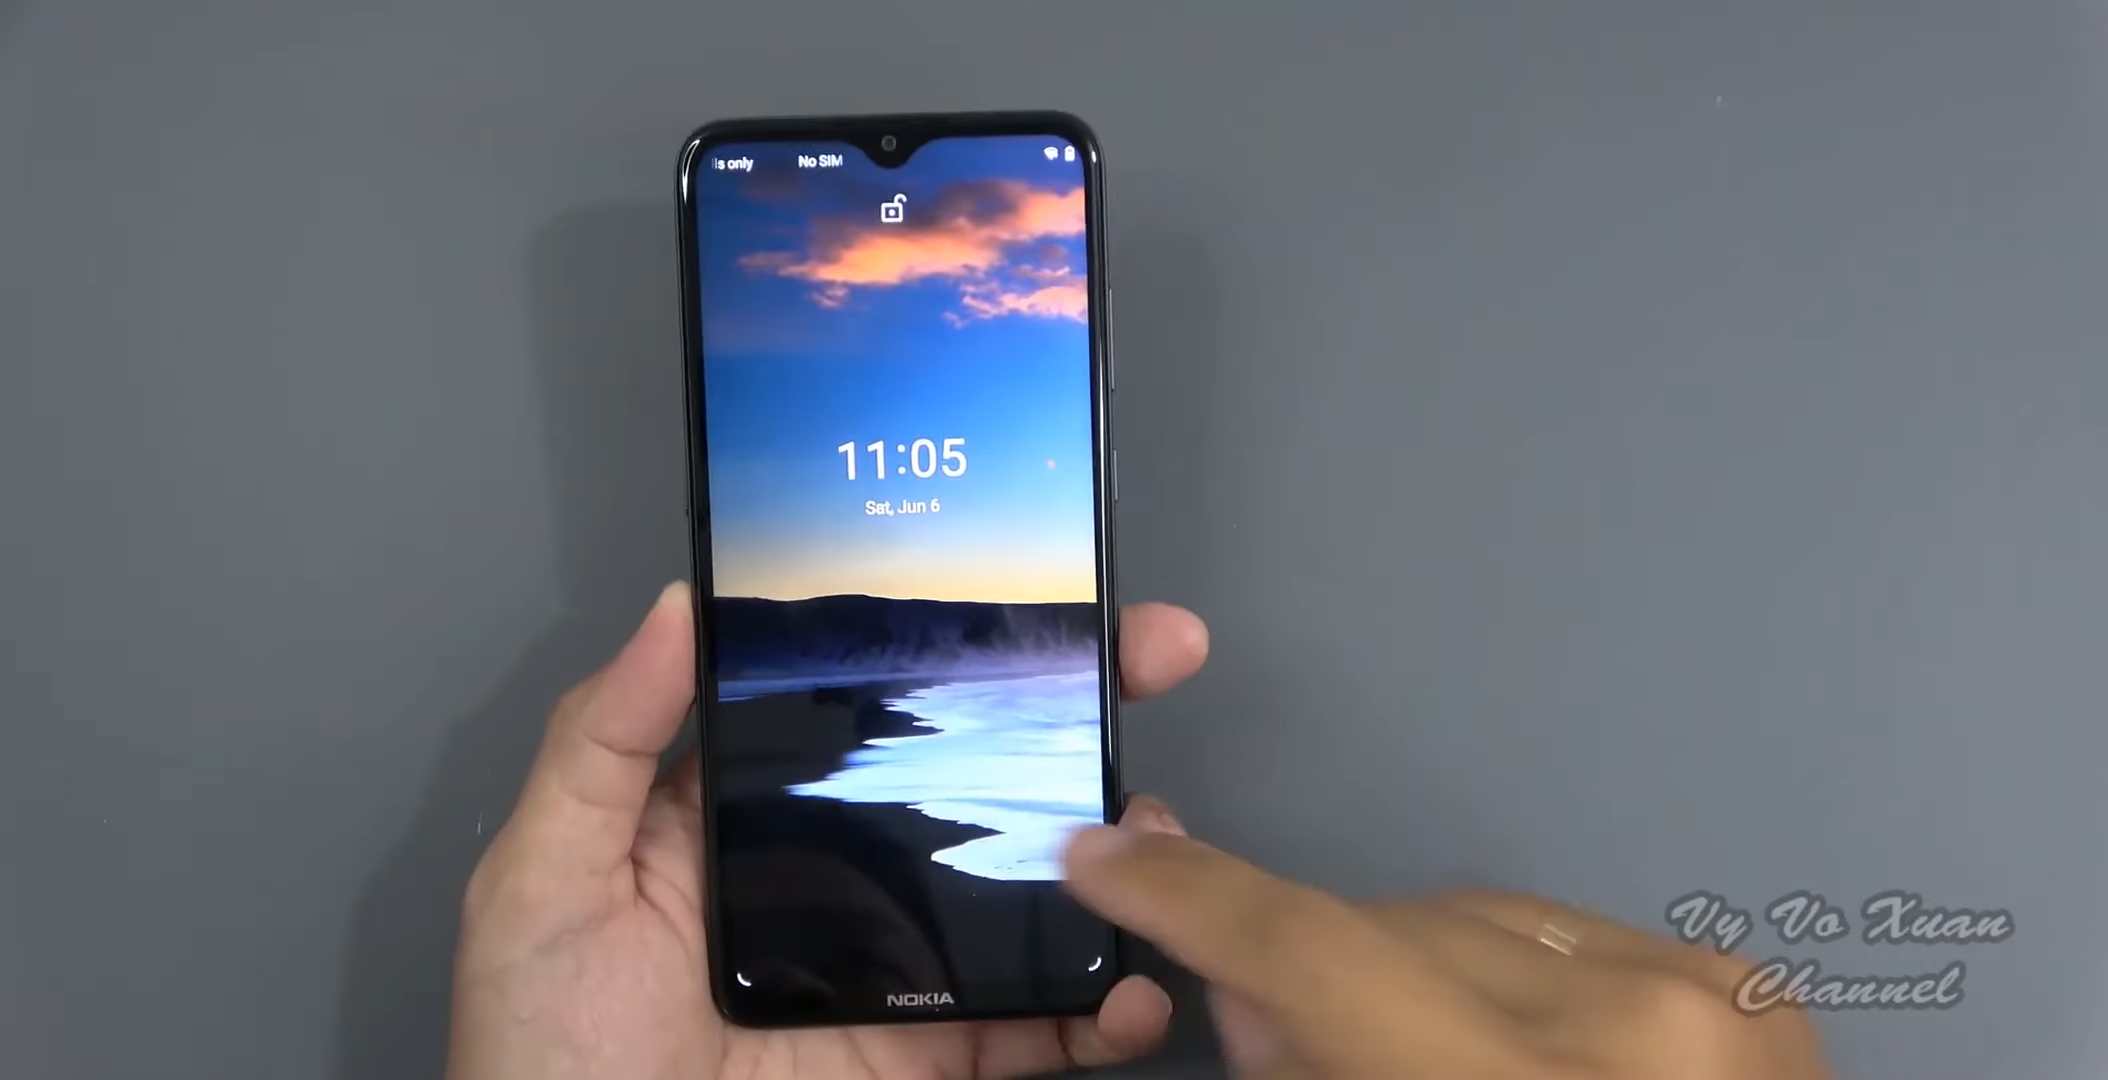 ls only No SIM
11:05
Sat, Jun 6
NOKIA
Vy Vo Xuan
Channel